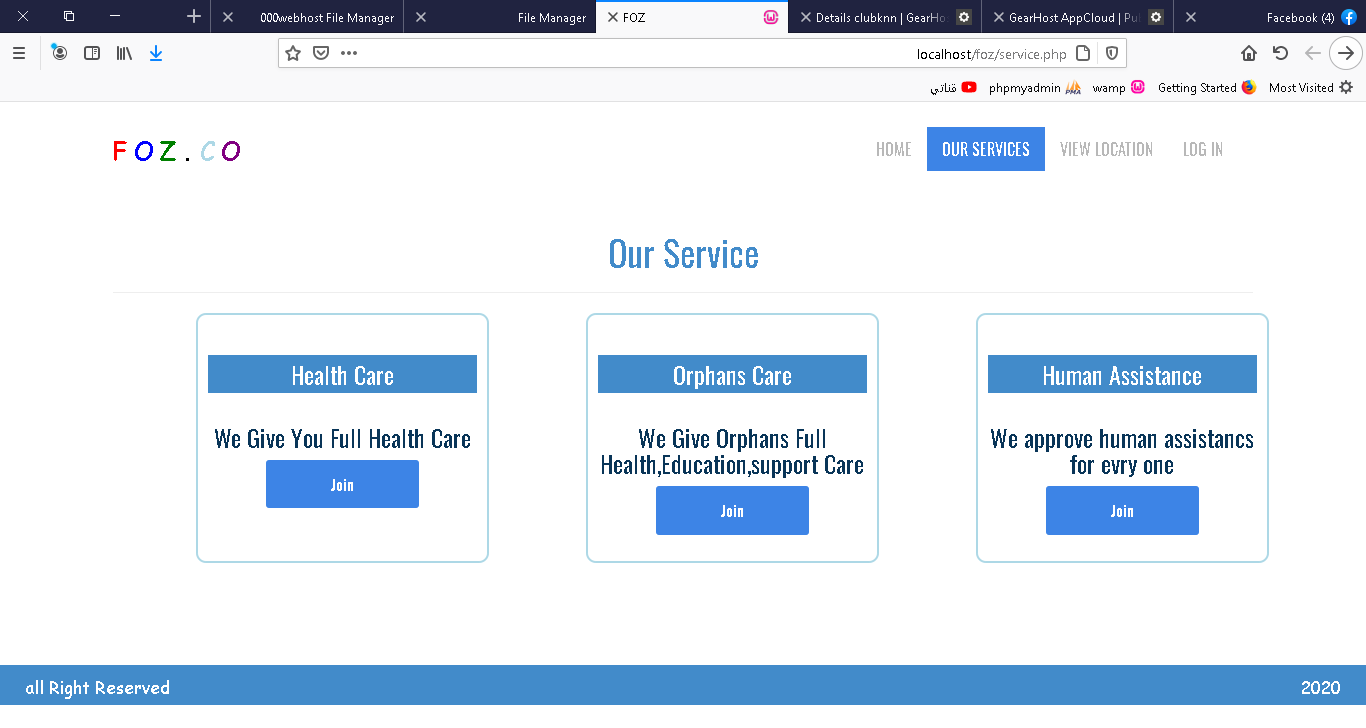 000webhost File Manager
File Manager
FOZ
Details clubknn | GearHo
GearHost AppCloud | Pu
Facebook (4)
localhost/foz/service.php
قناتي
phpmyadmin
wamp
Getting Started
Most Visited
FOZ.CO
HOME
OUR SERVICES
VIEW LOCATION
LOG IN
Our Service
Health Care
We Give You Full Health Care
Join
Orphans Care
We Give Orphans Full
Health,Education,support Care
Join
Human Assistance
We approve human assistancs
for evry one
Join
all Right Reserved
2020